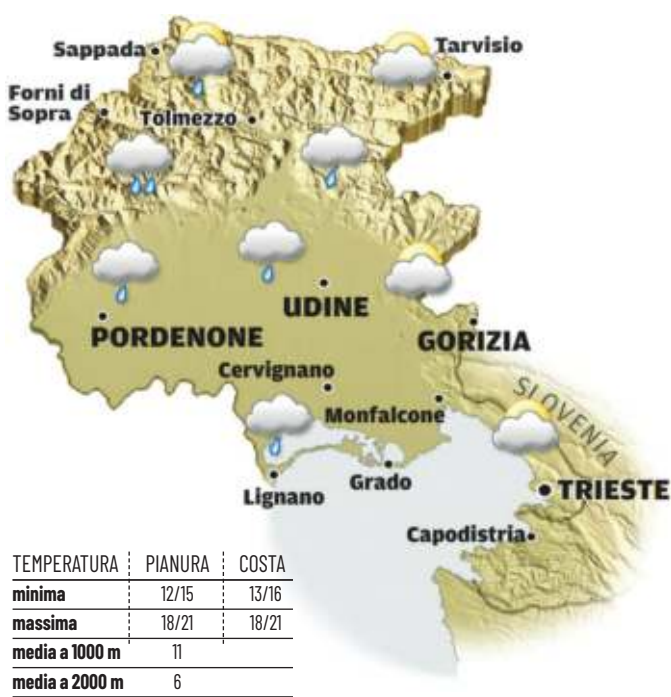 Sappada
Tarvisio
Forni di
Sopra
Tolmezzo
UDINE
PORDENONE
GORIZIA
Cervignano
SLOVENIA
Monfalcone
Grado
TRIESTE
Lignano
Capodistria
TEMPERATURA PIANURA COSTA
minima 12/15 13/16
massima 18/21 18/21
media a 1000 m 11
media a 2000 m 6